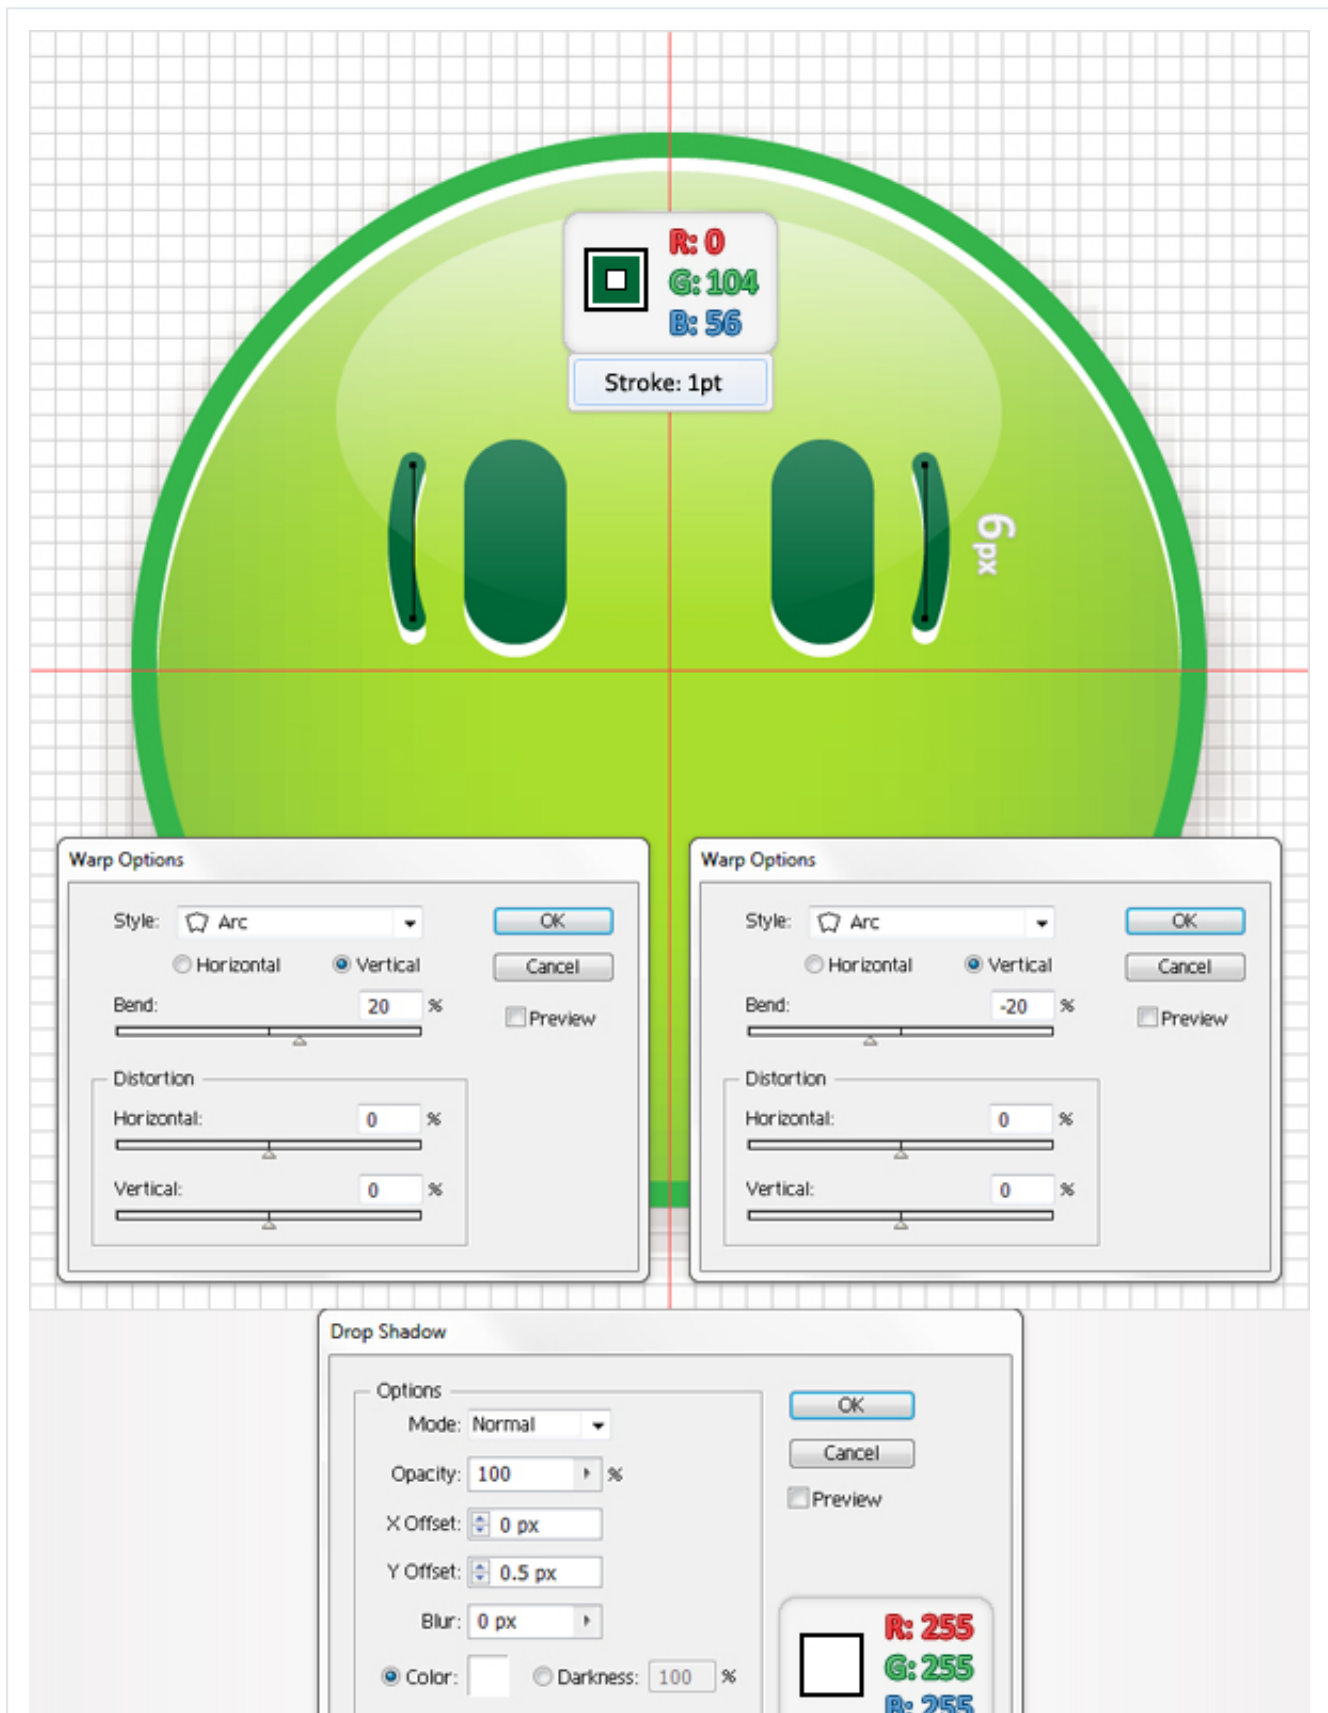 R: 0
G: 104
B: 56
Stroke: 1pt
6px
Warp Options
Style: Arc
OK
Horizontal Vertical
Cancel
Bend: 20 %
Preview
Distortion
Horizontal: 0 %
Vertical: 0 %
Warp Options
Style: Arc
OK
Horizontal Vertical
Cancel
Bend: -20 %
Preview
Distortion
Horizontal: 0 %
Vertical: 0 %
Drop Shadow
Options
OK
Mode: Normal
Cancel
Opacity: 100 %
Preview
X Offset: 0 px
Y Offset: 0.5 px
Blur: 0 px
Color: Darkness: 100 %
R: 255
G: 255
B: 255